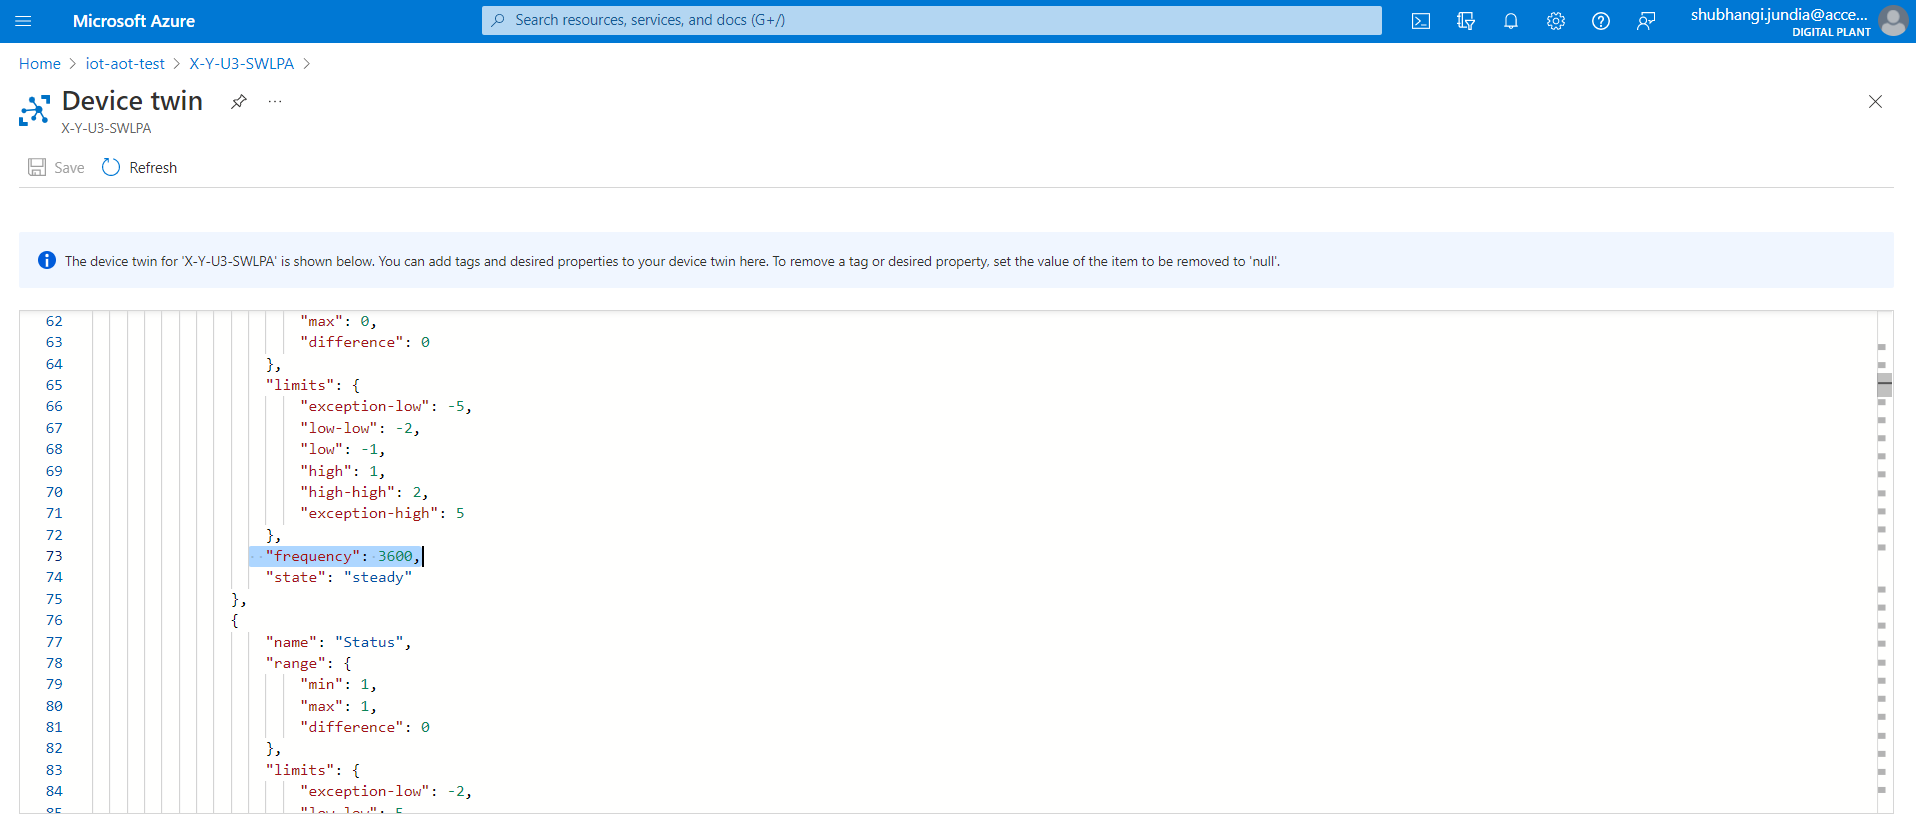 Microsoft Azure
Search resources, services, and docs (G+/)
shubhangi.jundia@acce...
DIGITAL PLANT
Home > iot-aot-test > X-Y-U3-SWLPA >
Device twin ...
X-Y-U3-SWLPA
Save Refresh
The device twin for 'X-Y-U3-SWLPA' is shown below. You can add tags and desired properties to your device twin here. To remove a tag or desired property, set the value of the item to be removed to 'null'.
62 "max": 0,
63 "difference": 0
64 },
65 "limits": {
66 "exception-low": -5,
67 "low-low": -2,
68 "low": -1,
69 "high": 1,
70 "high-high": 2,
71 "exception-high": 5
72 },
73 "frequency": 3600,
74 "state": "steady"
75 },
76 {
77 "name": "Status",
78 "range": {
79 "min": 1,
80 "max": 1,
81 "difference": 0
82 },
83 "limits": {
84 "exception-low": -2,
85 "low-low": 5